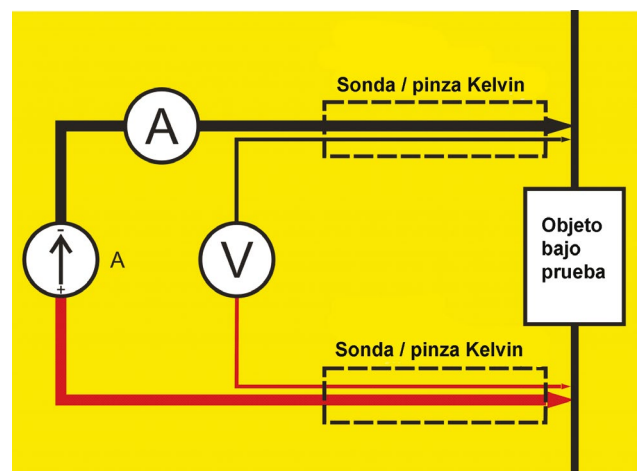 Sonda / pinza Kelvin
A
-
A
+
V
Objeto
bajo
prueba
Sonda / pinza Kelvin